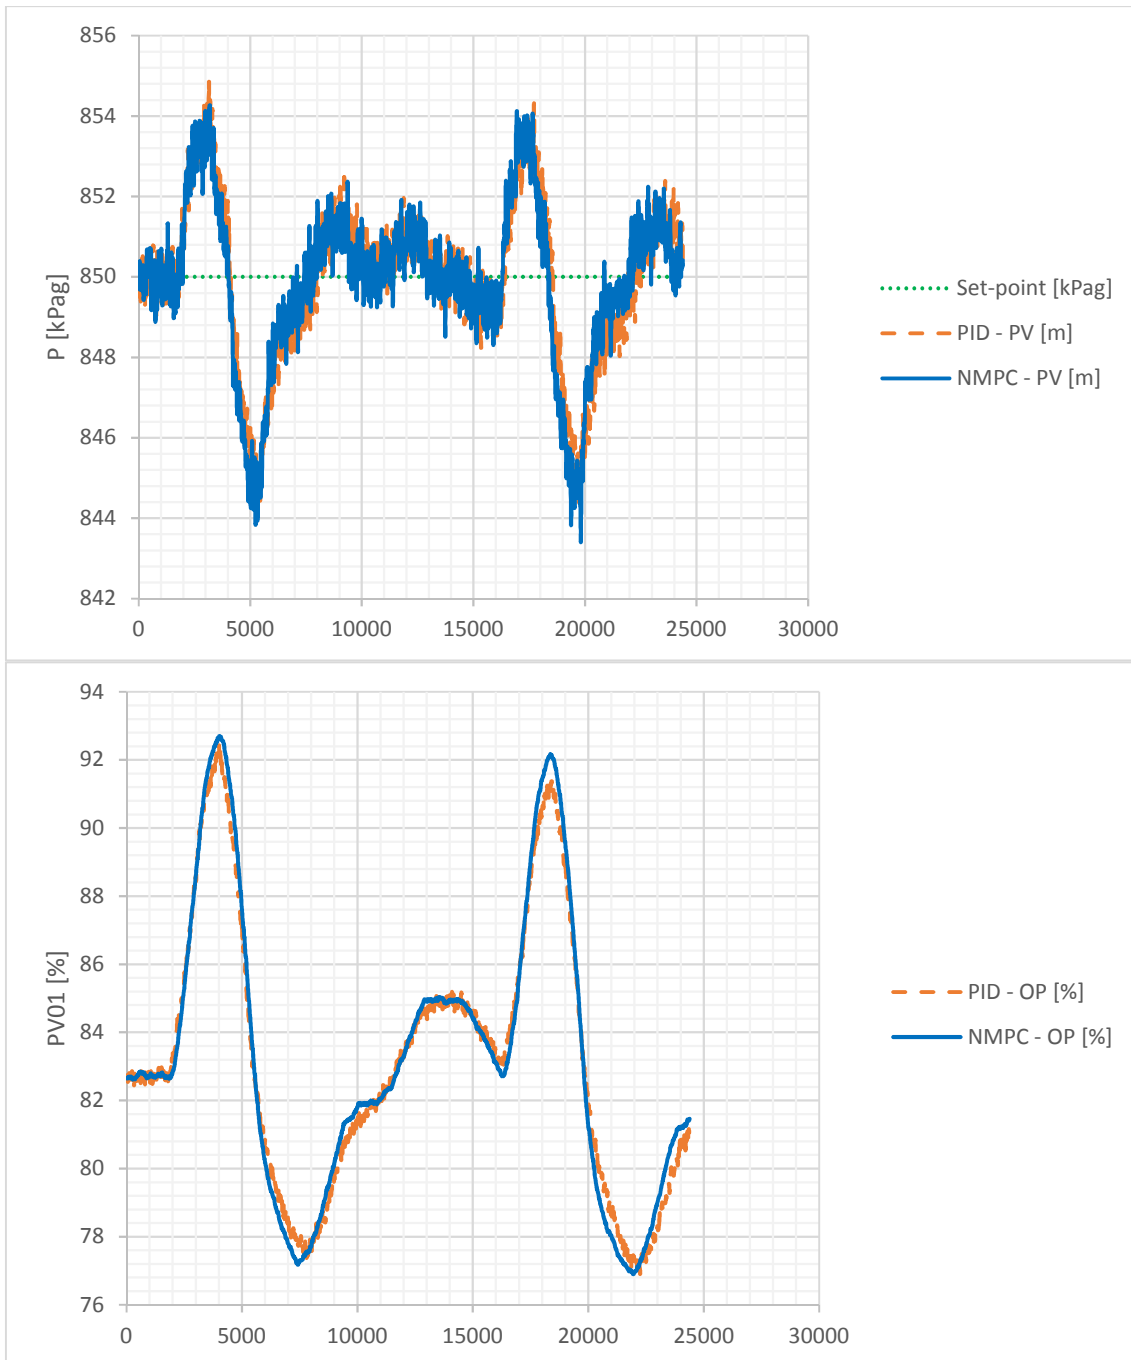 856
854
852
850
848
846
844
842
P [kPag]
0 5000 10000 15000 20000 25000 30000
Set-point [kPag]
PID - PV [m]
NMPC - PV [m]
94
92
90
88
86
84
82
80
78
76
PV01 [%]
0 5000 10000 15000 20000 25000 30000
PID - OP [%]
NMPC - OP [%]